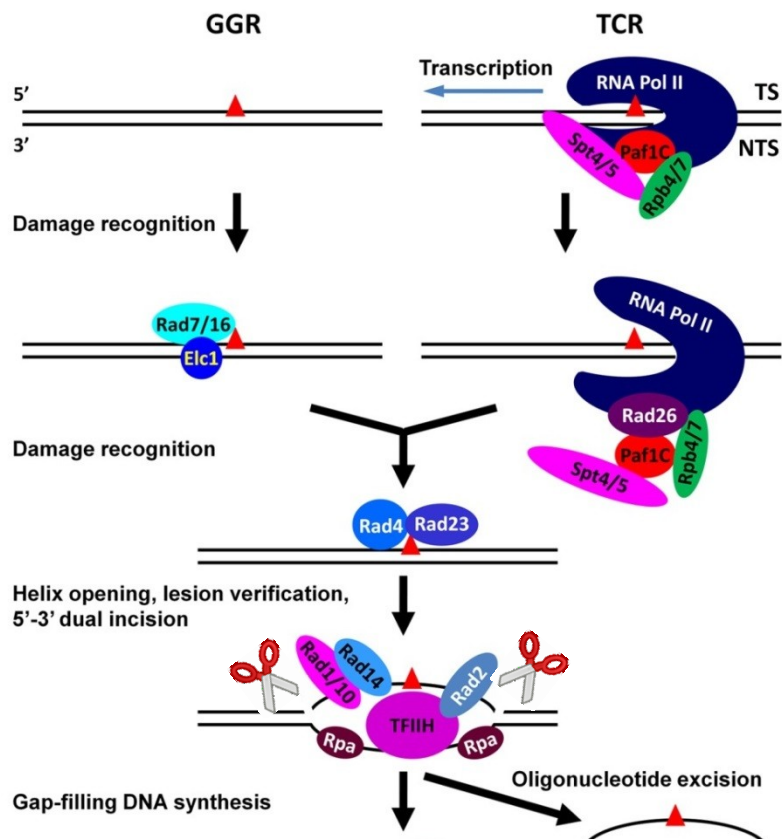 GGR
TCR
Transcription
RNA Pol II
5’
TS
3’
NTS
Spt4/5
Paf1C
Rpb4/7
Damage recognition
Rad7/16
Elc1
RNA Pol II
Rad26
Paf1C
Rpb4/7
Spt4/5
Damage recognition
Rad4
Rad23
Helix opening, lesion verification,
5’-3’ dual incision
Rad1/10
Rad14
Rad2
TFIIH
Rpa
Rpa
Oligonucleotide excision
Gap-filling DNA synthesis